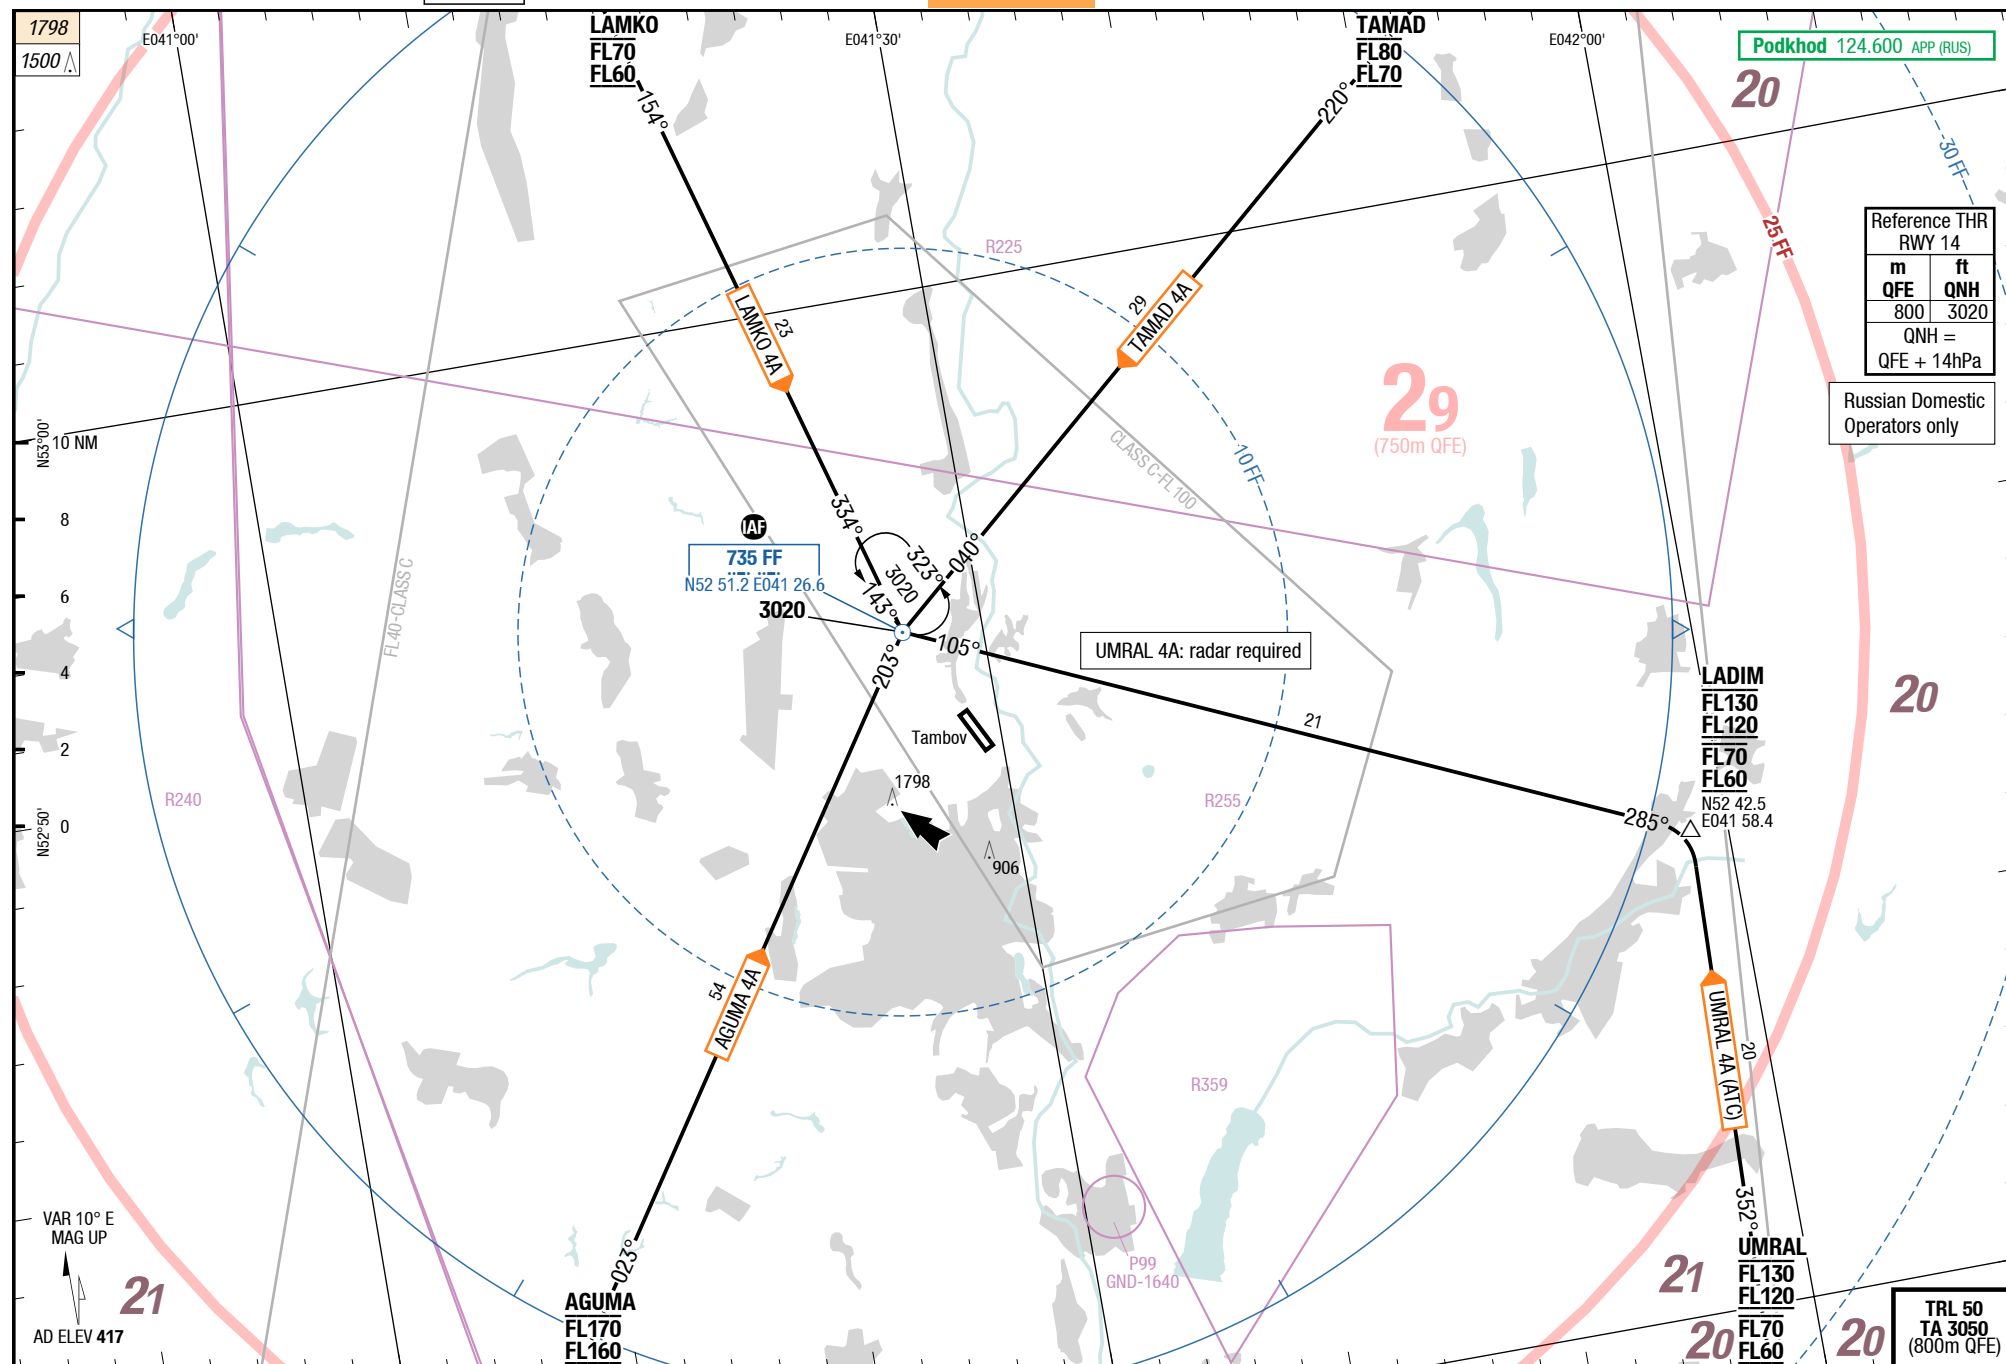 1798
1500
E041°00'
LAMKO
FL70
FL60
E041°30'
TAMAD
FL80
FL70
E042°00'
Podkhod 124.600 APP (RUS)
20
154°
220°
30 FF
25 FF
R225
Reference THR
RWY 14
m ft
QFE QNH
800 3020
QNH =
QFE + 14hPa
Russian Domestic
Operators only
LAMKO 4A
23
TAMAD 4A
29
29
(750m QFE)
CLASS C-FL100
10 FF
N53°00'
10 NM
8
6
4
2
0
N52°50'
334°
IAF
735 FF
N52 51.2 E041 26.6
3020
323°
3020
143°
040°
FL40-CLASS C
105°
203°
UMRAL 4A: radar required
21
LADIM
FL130
FL120
FL70
FL60
N52 42.5
E041 58.4
20
Tambov
1798
906
R240
R255
285°
AGUMA 4A
54
UMRAL 4A (ATC)
20
R359
352°
023°
P99
GND-1640
VAR 10° E
MAG UP
AD ELEV 417
21
AGUMA
FL170
FL160
21
UMRAL
FL130
FL120
FL70
FL60
20
20
TRL 50
TA 3050
(800m QFE)